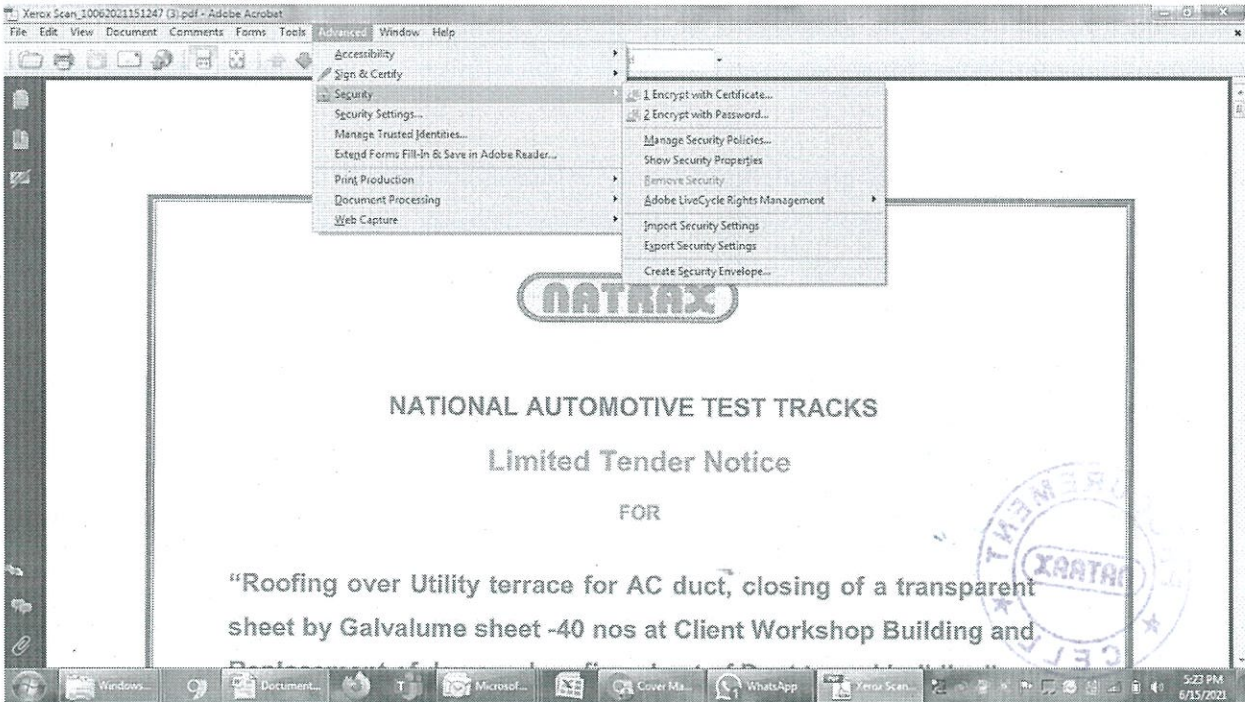 Xerox Scan_10062021151247 (3).pdf - Adobe Acrobat
File Edit View Document Comments Forms Tools Advanced Window Help
Accessibility
Sign & Certify
Security
Security Settings...
Manage Trusted Identities...
Extend Forms Fill-In & Save in Adobe Reader...
Print Production
Document Processing
Web Capture
1 Encrypt with Certificate...
2 Encrypt with Password...
Manage Security Policies...
Show Security Properties
Remove Security
Adobe LiveCycle Rights Management
Import Security Settings
Export Security Settings
Create Security Envelope...
NATRAX
NATIONAL AUTOMOTIVE TEST TRACKS
Limited Tender Notice
FOR
“Roofing over Utility terrace for AC duct, closing of a transparent
sheet by Galvalume sheet -40 nos at Client Workshop Building and
NATRAX
CELL
Windows... Document... Microsof... Cover Ma... WhatsApp Xerox Scan...
5:23 PM
6/15/2021